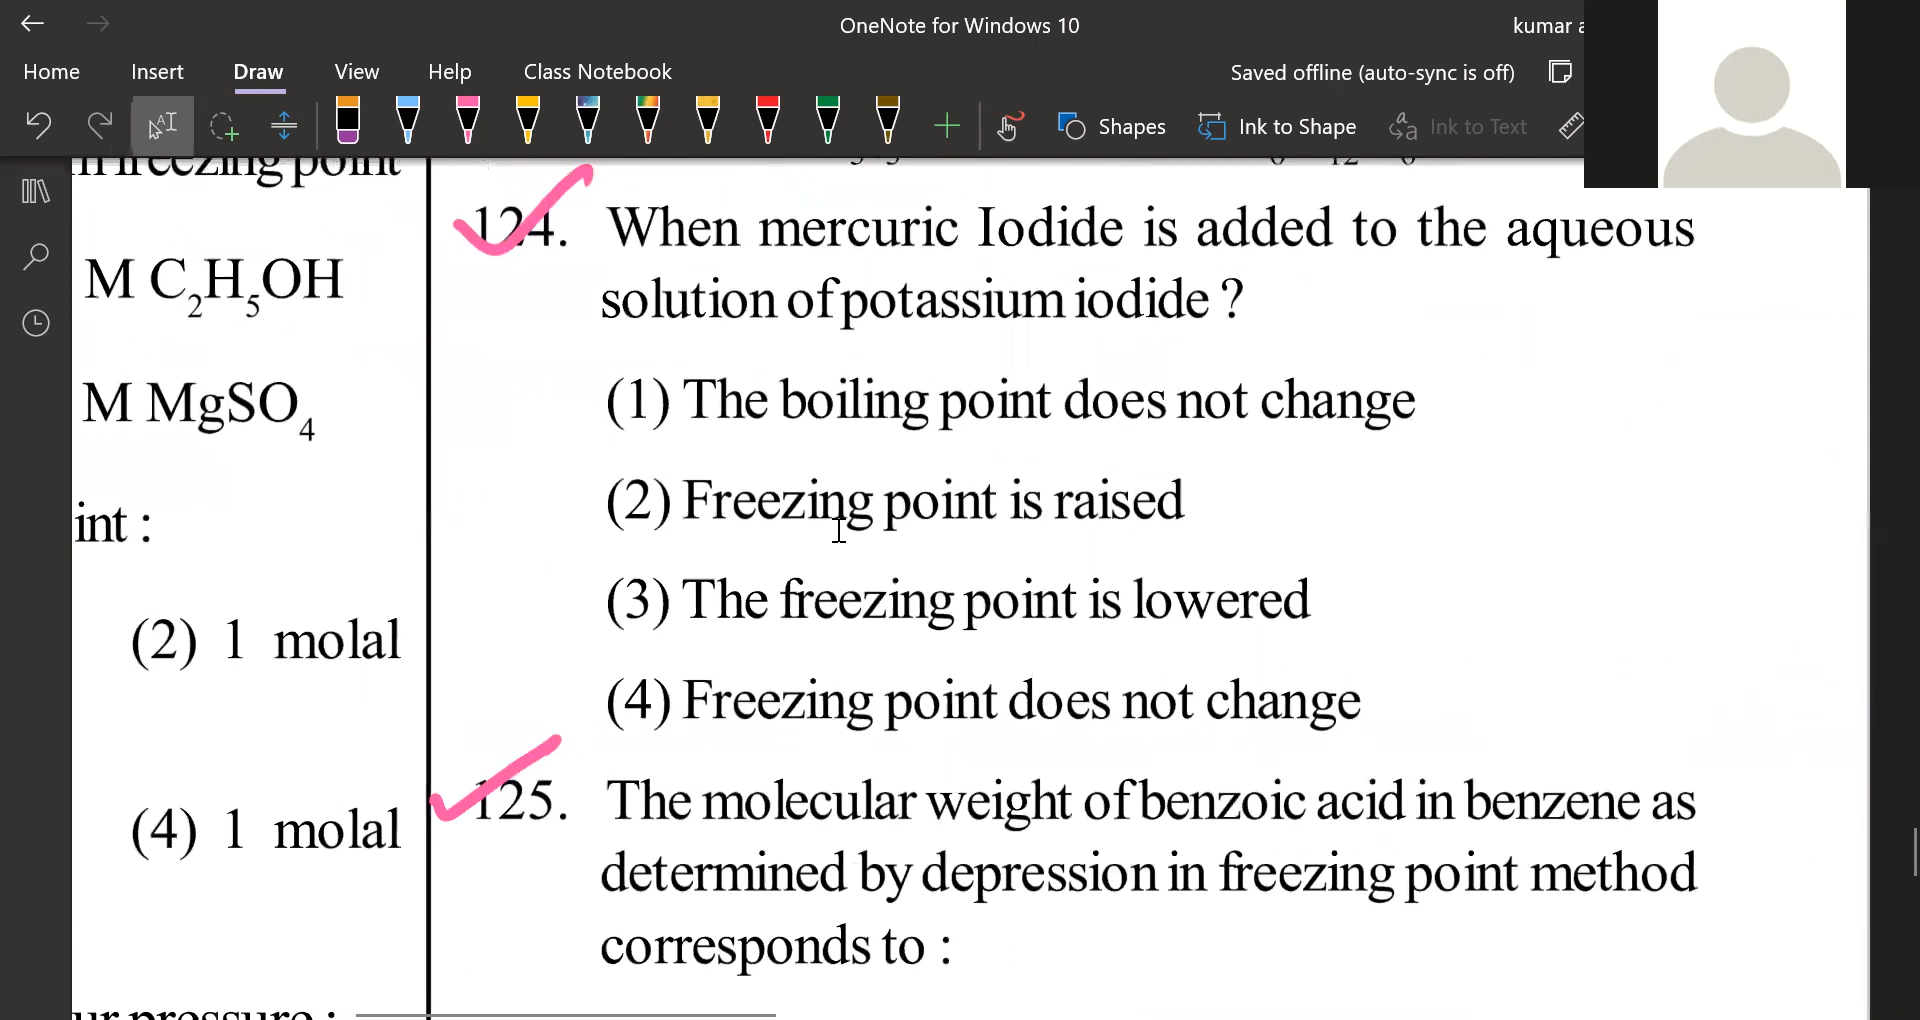 OneNote for Windows 10
kumar a
Home Insert Draw View Help Class Notebook
Saved offline (auto-sync is off)
Shapes Ink to Shape Ink to Text
freezing point
M C₂H₅OH
M MgSO₄
int :
(2) 1 molal
(4) 1 molal
ur pressure :
124. When mercuric Iodide is added to the aqueous
solution of potassium iodide ?
(1) The boiling point does not change
(2) Freezing point is raised
(3) The freezing point is lowered
(4) Freezing point does not change
125. The molecular weight of benzoic acid in benzene as
determined by depression in freezing point method
corresponds to :